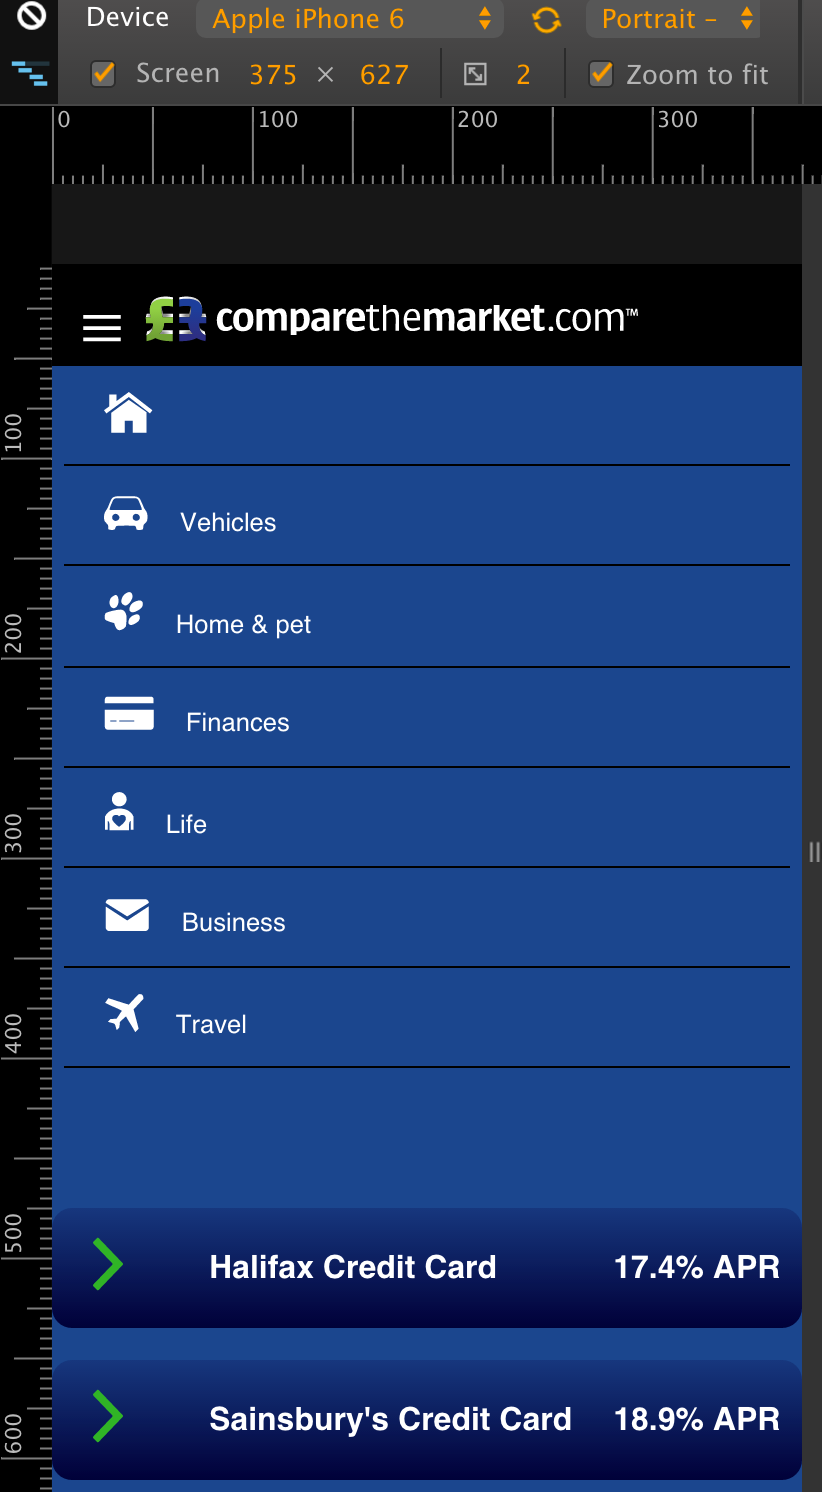 Device Apple iPhone 6 Portrait –
Screen 375 × 627 2 Zoom to fit
0 100 200 300
comparethemarket.com™
100
Vehicles
200
Home & pet
Finances
300
Life
Business
400
Travel
500
Halifax Credit Card 17.4% APR
600
Sainsbury's Credit Card 18.9% APR